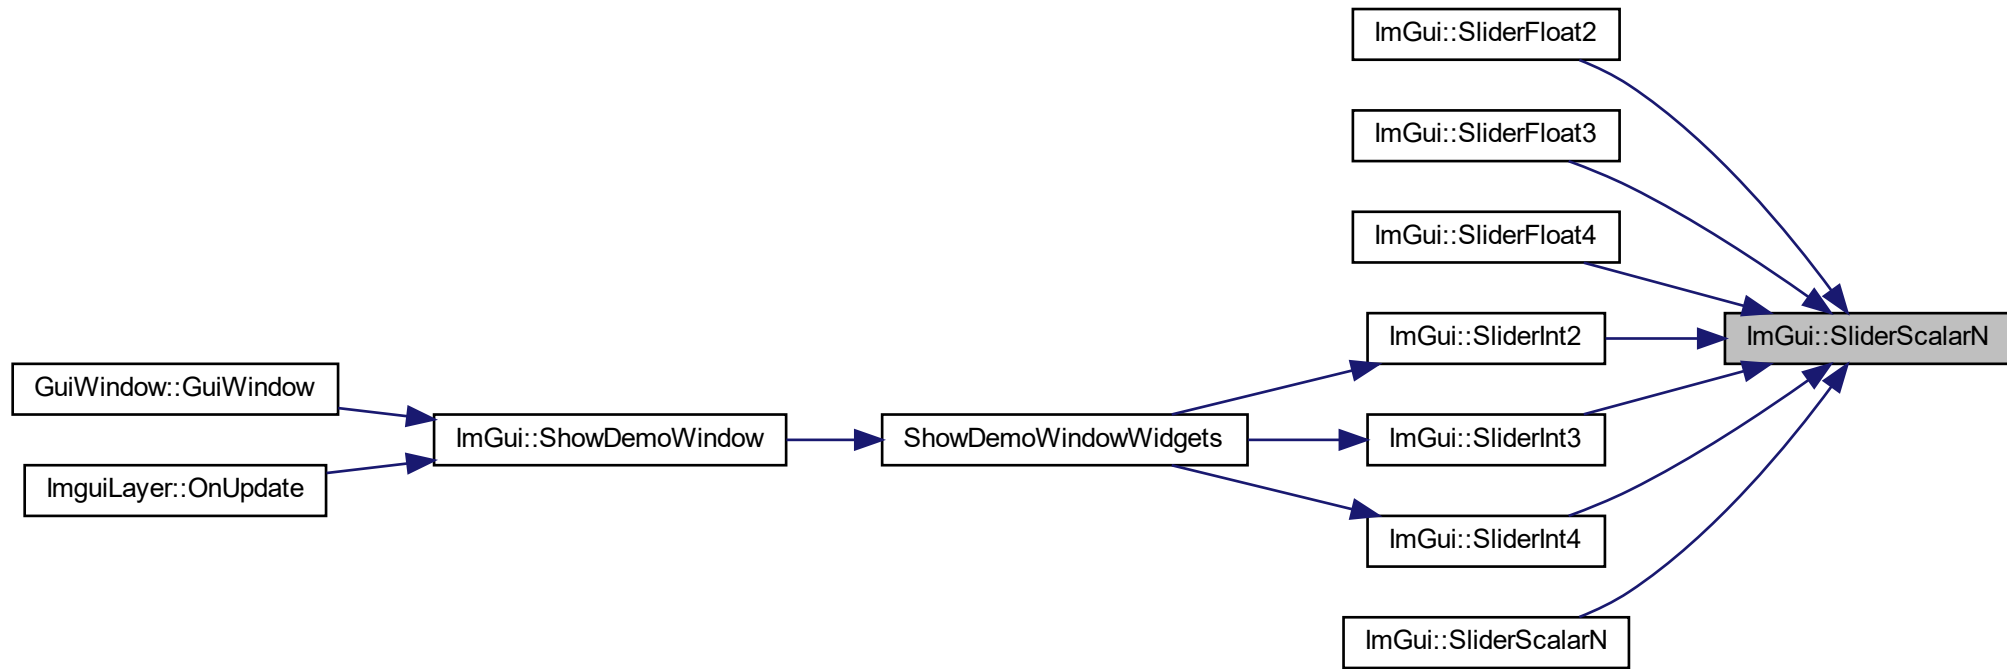 ImGui::SliderFloat2
ImGui::SliderFloat3
ImGui::SliderFloat4
ImGui::SliderInt2
ImGui::SliderScalarN
GuiWindow::GuiWindow
ImGui::ShowDemoWindow
ShowDemoWindowWidgets
ImGui::SliderInt3
ImguiLayer::OnUpdate
ImGui::SliderInt4
ImGui::SliderScalarN